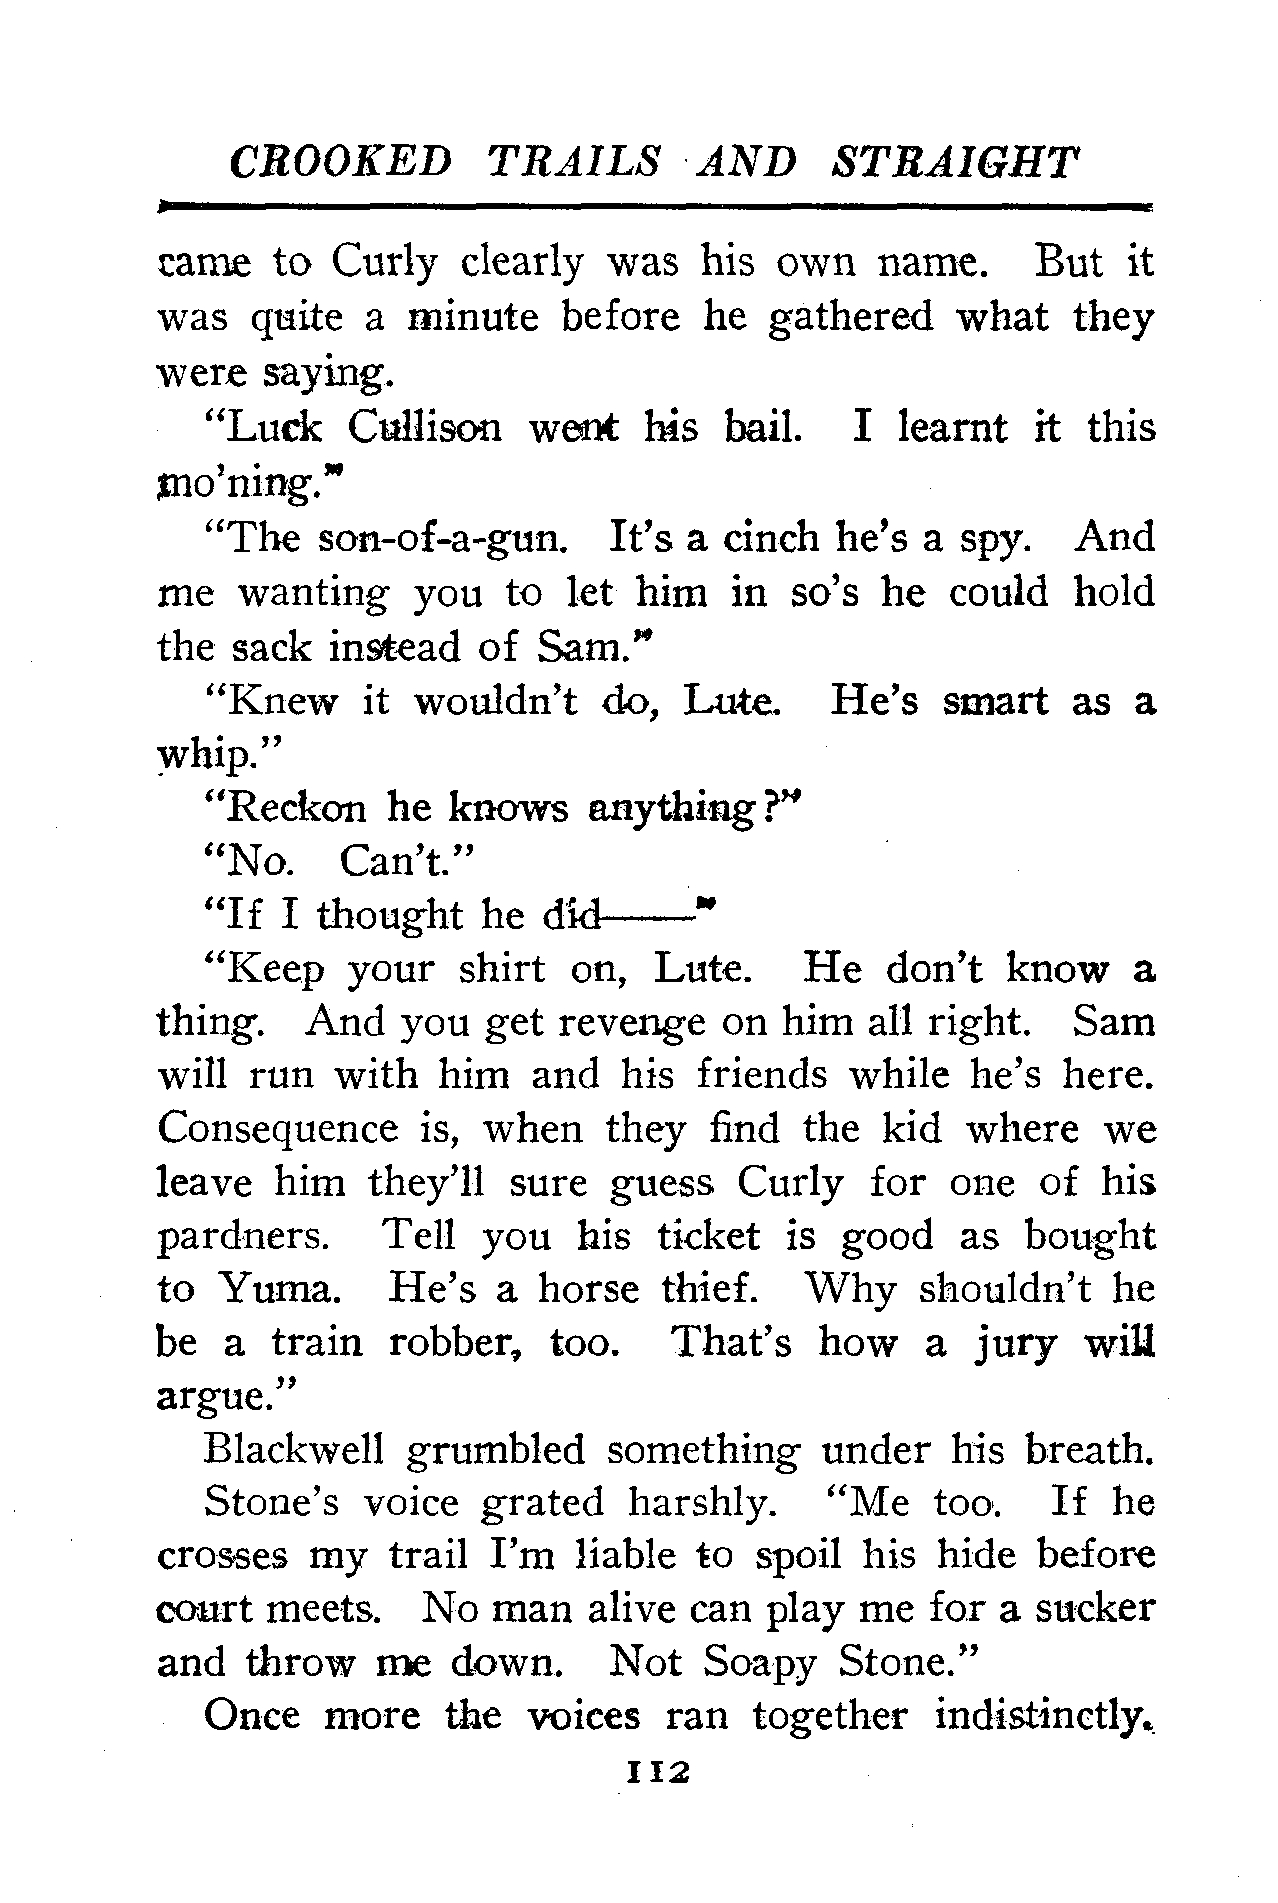 CROOKED TRAILS AND STRAIGHT
came to Curly clearly was his own name. But it
was quite a minute before he gathered what they
were saying.
"Luck Cullison went his bail. I learnt it this
mo'ning."
"The son-of-a-gun. It's a cinch he's a spy. And
me wanting you to let him in so's he could hold
the sack instead of Sam."
"Knew it wouldn't do, Lute. He's smart as a
whip."
"Reckon he knows anything?"
"No. Can't."
"If I thought he did——"
"Keep your shirt on, Lute. He don't know a
thing. And you get revenge on him all right. Sam
will run with him and his friends while he's here.
Consequence is, when they find the kid where we
leave him they'll sure guess Curly for one of his
pardners. Tell you his ticket is good as bought
to Yuma. He's a horse thief. Why shouldn't he
be a train robber, too. That's how a jury will
argue."
Blackwell grumbled something under his breath.
Stone's voice grated harshly. "Me too. If he
crosses my trail I'm liable to spoil his hide before
court meets. No man alive can play me for a sucker
and throw me down. Not Soapy Stone."
Once more the voices ran together indistinctly.
112